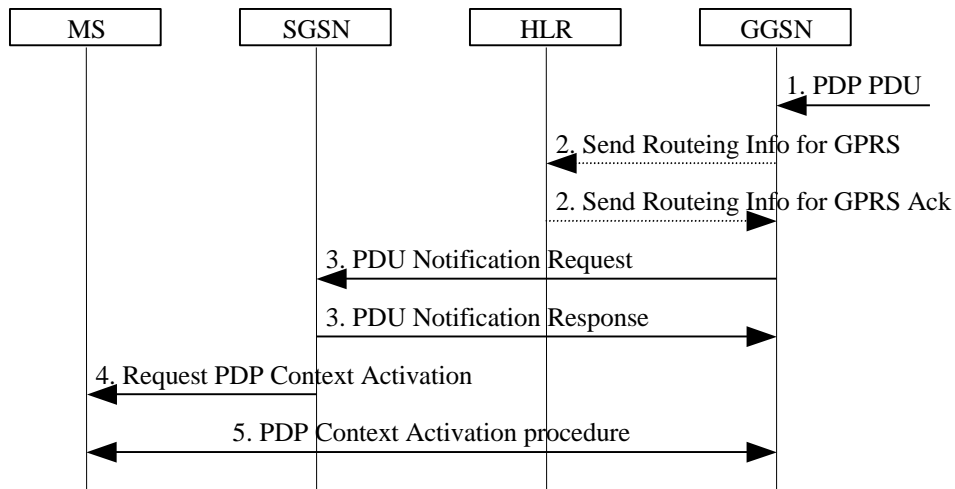 MS
SGSN
HLR
GGSN
1. PDP PDU
2. Send Routeing Info for GPRS
2. Send Routeing Info for GPRS Ack
3. PDU Notification Request
3. PDU Notification Response
4. Request PDP Context Activation
5. PDP Context Activation procedure